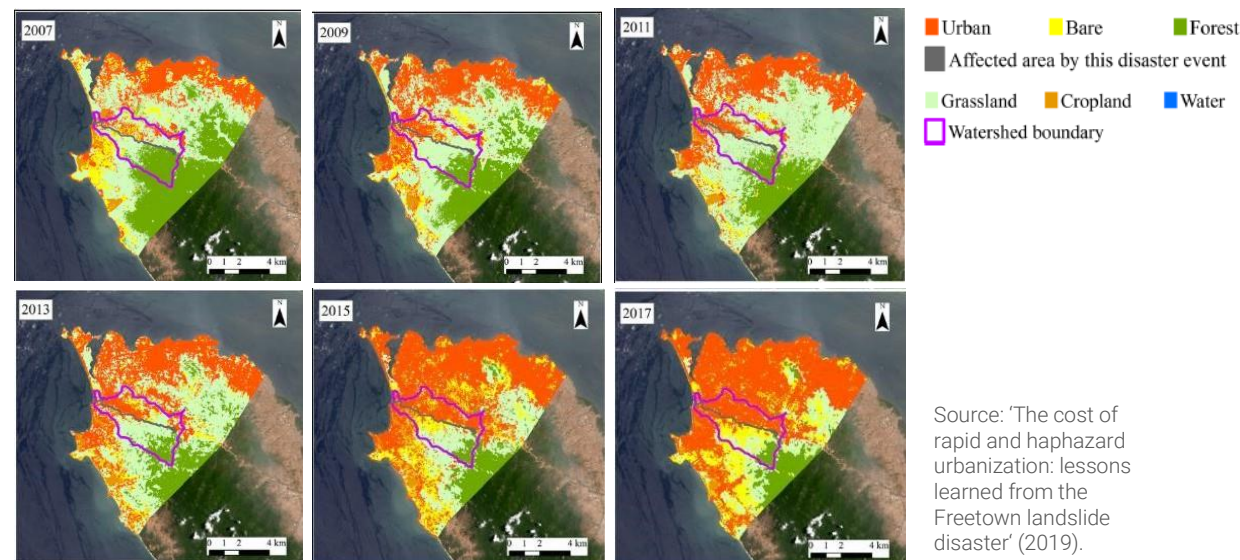 2007
N
0 1 2 4 km
2009
N
0 1 2 4 km
2011
N
0 1 2 4 km
2013
N
0 1 2 4 km
2015
N
0 1 2 4 km
2017
N
0 1 2 4 km
Urban Bare Forest
Affected area by this disaster event
Grassland Cropland Water
Watershed boundary
Source: ‘The cost of
rapid and haphazard
urbanization: lessons
learned from the
Freetown landslide
disaster‘ (2019).